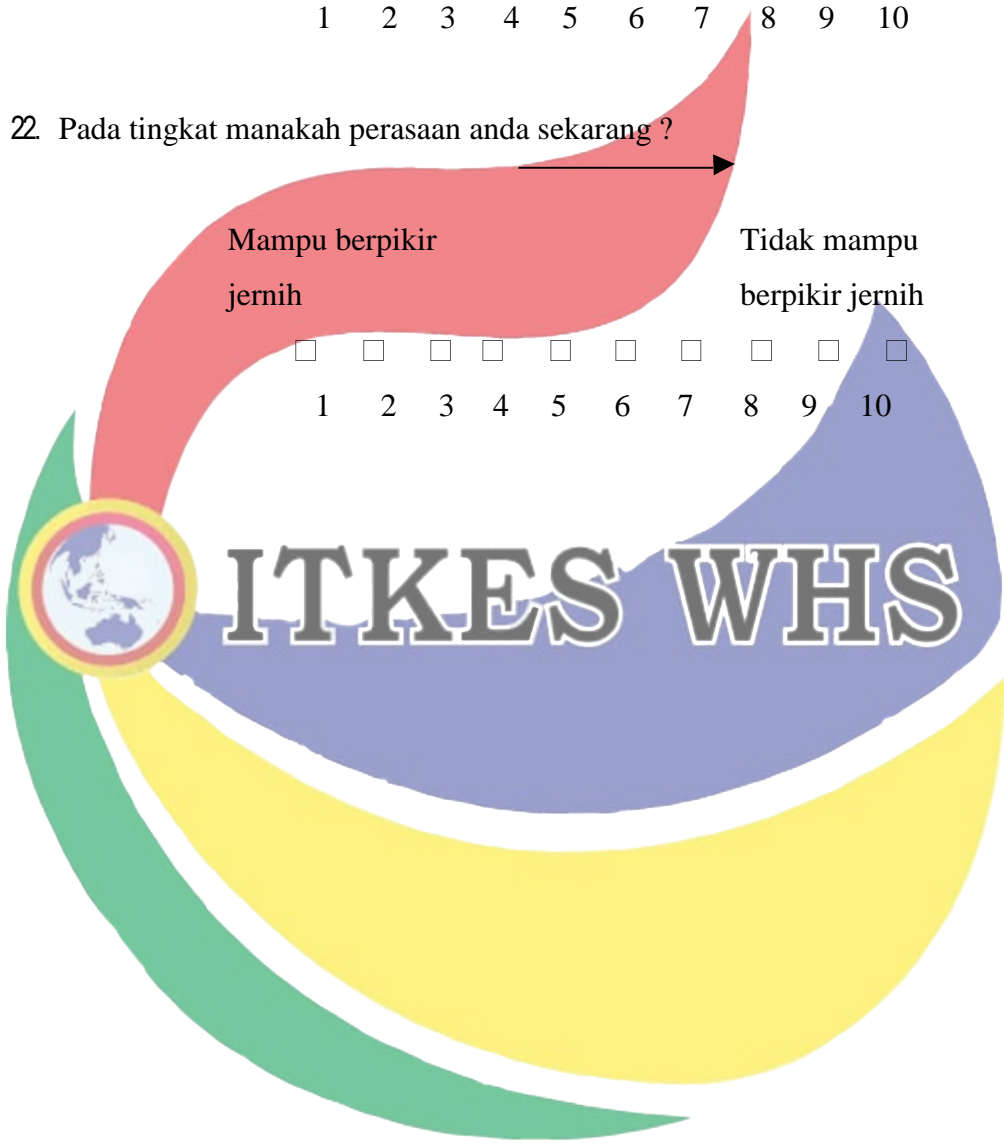 1 2 3 4 5 6 7 8 9 10
22. Pada tingkat manakah perasaan anda sekarang ?
Mampu berpikir Tidak mampu
jernih berpikir jernih
□ □ □ □ □ □ □ □ □ □
1 2 3 4 5 6 7 8 9 10
ITKES WHS